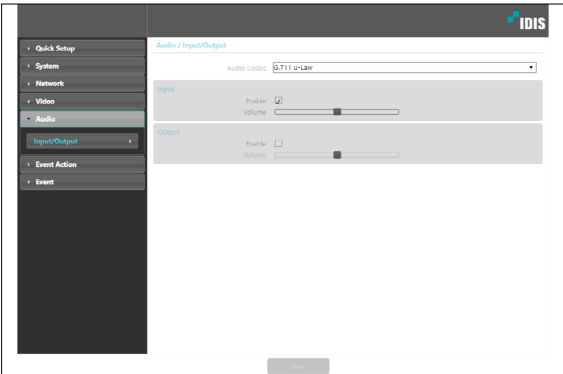 IDIS
Quick Setup
System
Network
Video
Audio
Input/Output
Event Action
Event
Audio / Input/Output
Audio Codec G.711 u-Law
Input
Enable
Volume
Output
Enable
Volume
Save